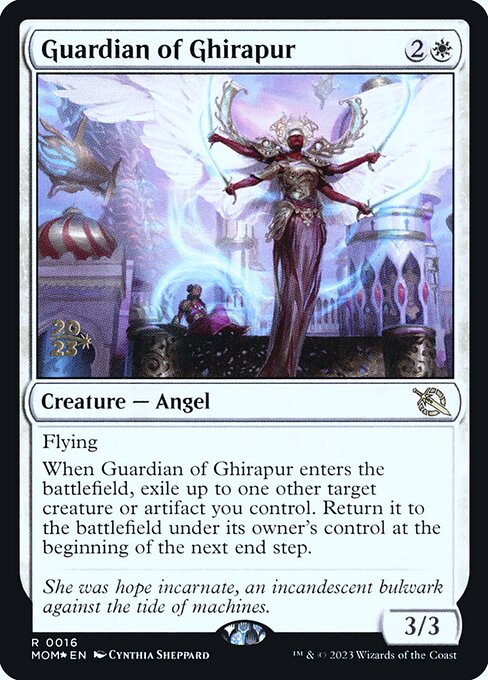 Guardian of Ghirapur 2
20
23
Creature — Angel
Flying
When Guardian of Ghirapur enters the
battlefield, exile up to one other target
creature or artifact you control. Return it to
the battlefield under its owner's control at the
beginning of the next end step.
She was hope incarnate, an incandescent bulwark
against the tide of machines.
3/3
R 0016
MOM★EN Cynthia Sheppard ™ & © 2023 Wizards of the Coast